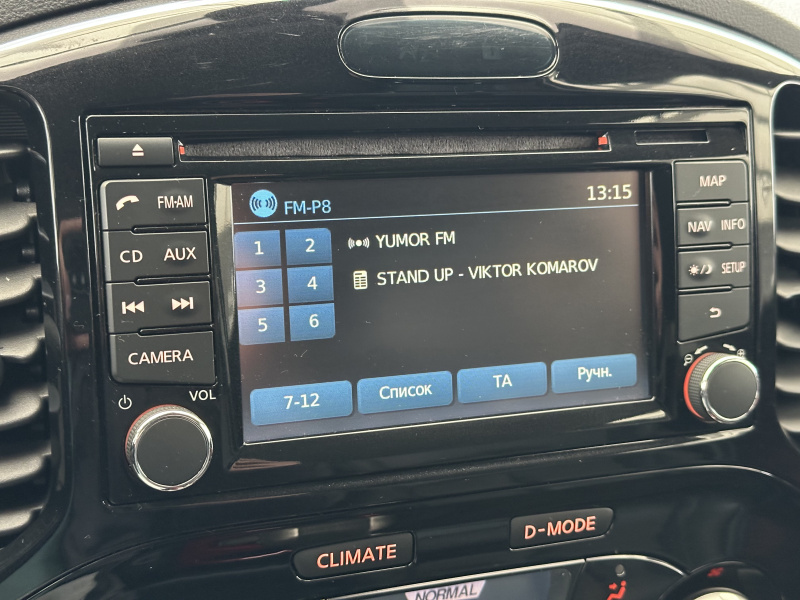 FM-P8
13:15
1 2
3 4
5 6
YUMOR FM
STAND UP - VIKTOR KOMAROV
7-12 Список TA Ручн.
FM-AM
CD AUX
CAMERA
VOL
MAP
NAV INFO
SETUP
CLIMATE
D-MODE
NORMAL